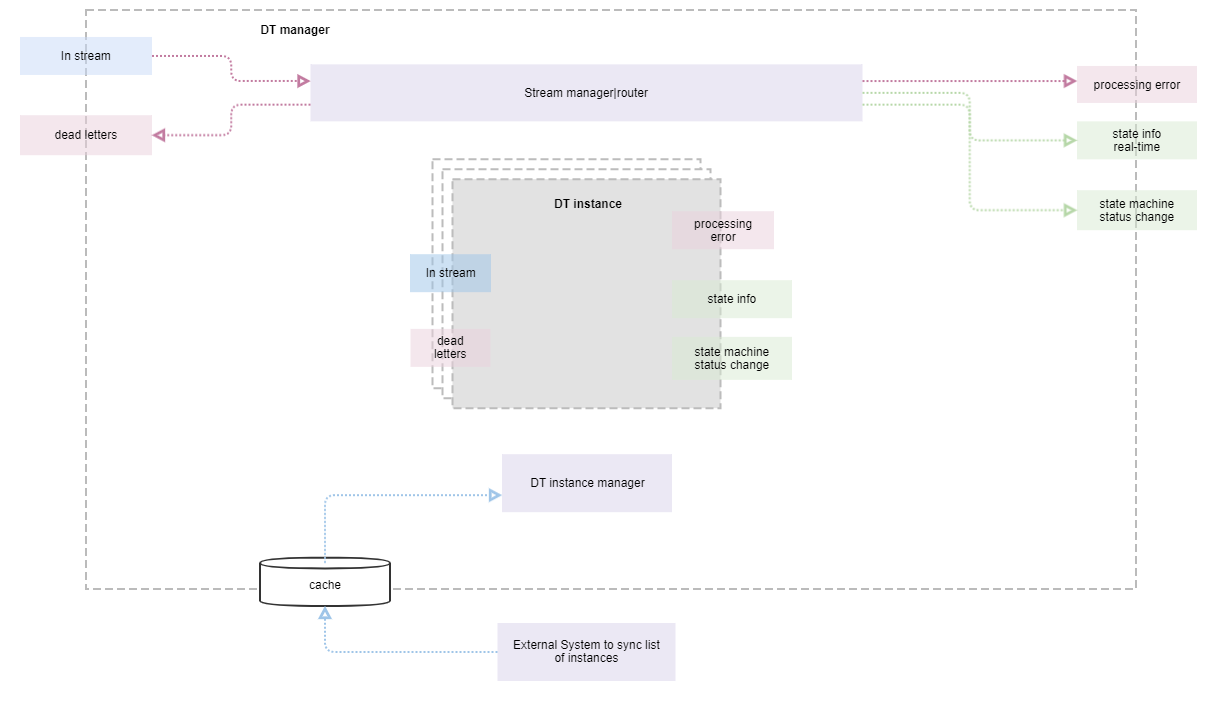 DT manager
In stream
Stream manager|router
processing error
dead letters
state info
real-time
state machine
status change
DT instance
processing
error
In stream
state info
dead
letters
state machine
status change
DT instance manager
cache
External System to sync list
of instances